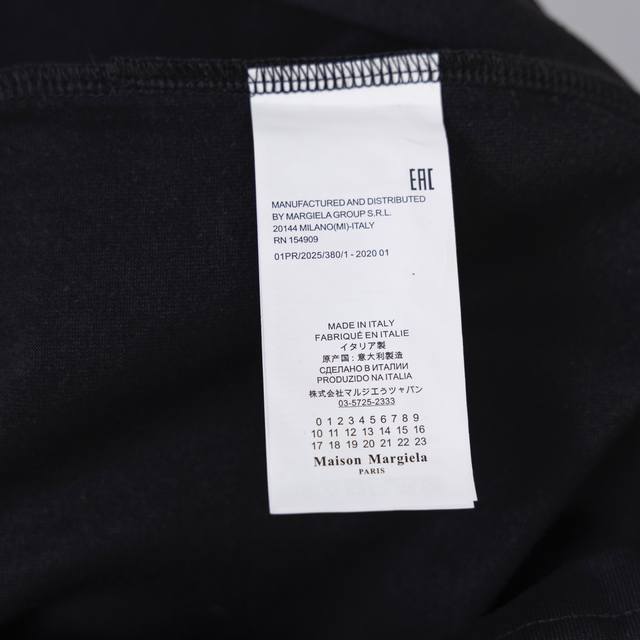 EAC
MANUFACTURED AND DISTRIBUTED
BY MARGIELA GROUP S.R.L.
20144 MILANO(MI)-ITALY
RN 154909
01PR/2025/380/1 - 2020 01
MADE IN ITALY
FABRIQUÉ EN ITALIE
イタリア製
原产国：意大利製造
СДЕЛАНО В ИТАЛИИ
PRODUZIDO NA ITALIA
株式会社マルジエうツャパン
03-5725-2333
0 1 2 3 4 5 6 7 8 9
10 11 12 13 14 15 16
17 18 19 20 21 22 23
Maison Margiela
PARIS